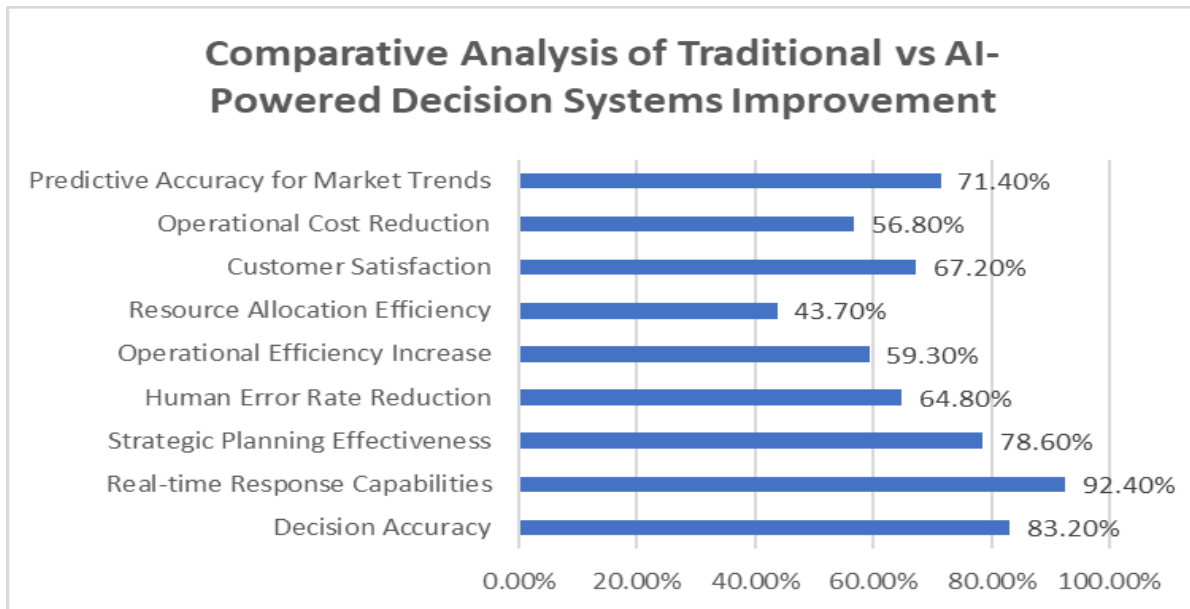 Comparative Analysis of Traditional vs AI-
Powered Decision Systems Improvement
Predictive Accuracy for Market Trends 71.40%
Operational Cost Reduction 56.80%
Customer Satisfaction 67.20%
Resource Allocation Efficiency 43.70%
Operational Efficiency Increase 59.30%
Human Error Rate Reduction 64.80%
Strategic Planning Effectiveness 78.60%
Real-time Response Capabilities 92.40%
Decision Accuracy 83.20%
0.00% 20.00% 40.00% 60.00% 80.00% 100.00%